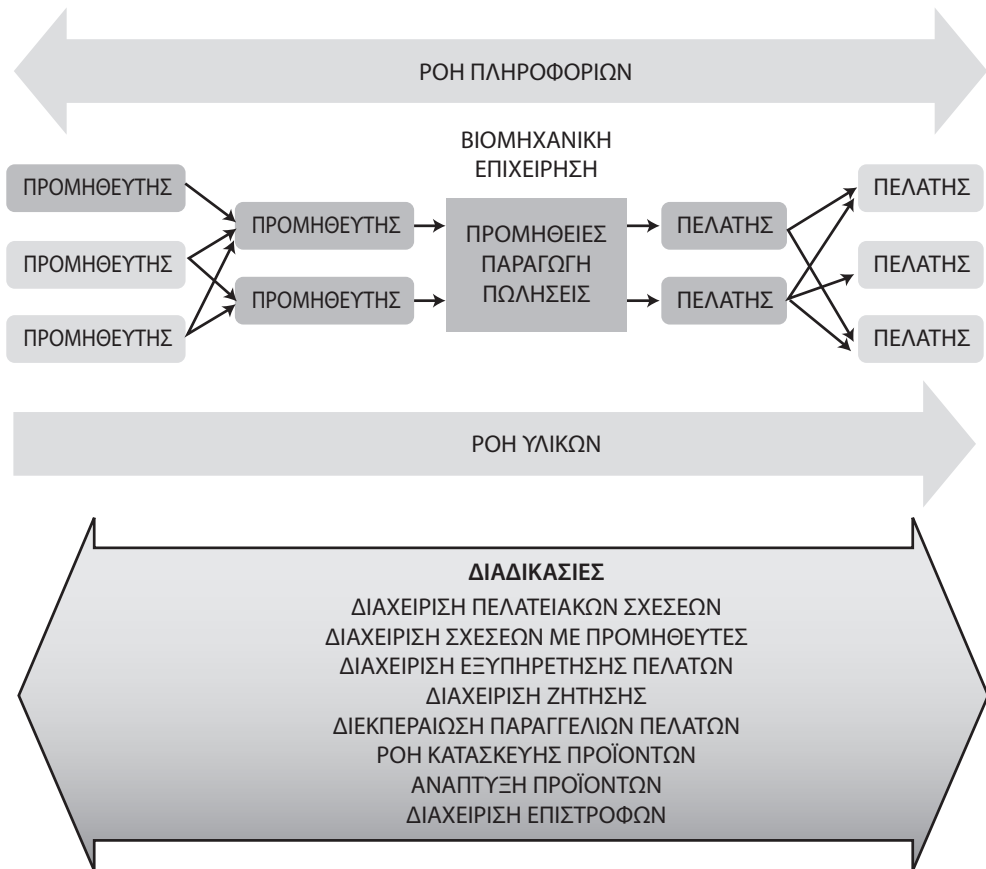 ΡΟΗ ΠΛΗΡΟΦΟΡΙΩΝ
ΒΙΟΜΗΧΑΝΙΚΗ
ΕΠΙΧΕΙΡΗΣΗ
ΠΡΟΜΗΘΕΥΤΗΣ
ΠΡΟΜΗΘΕΥΤΗΣ
ΠΡΟΜΗΘΕΥΤΗΣ
ΠΡΟΜΗΘΕΥΤΗΣ
ΠΡΟΜΗΘΕΥΤΗΣ
ΠΡΟΜΗΘΕΙΕΣ
ΠΑΡΑΓΩΓΗ
ΠΩΛΗΣΕΙΣ
ΠΕΛΑΤΗΣ
ΠΕΛΑΤΗΣ
ΠΕΛΑΤΗΣ
ΠΕΛΑΤΗΣ
ΠΕΛΑΤΗΣ
ΡΟΗ ΥΛΙΚΩΝ
ΔΙΑΔΙΚΑΣΙΕΣ
ΔΙΑΧΕΙΡΙΣΗ ΠΕΛΑΤΕΙΑΚΩΝ ΣΧΕΣΕΩΝ
ΔΙΑΧΕΙΡΙΣΗ ΣΧΕΣΕΩΝ ΜΕ ΠΡΟΜΗΘΕΥΤΕΣ
ΔΙΑΧΕΙΡΙΣΗ ΕΞΥΠΗΡΕΤΗΣΗΣ ΠΕΛΑΤΩΝ
ΔΙΑΧΕΙΡΙΣΗ ΖΗΤΗΣΗΣ
ΔΙΕΚΠΕΡΑΙΩΣΗ ΠΑΡΑΓΓΕΛΙΩΝ ΠΕΛΑΤΩΝ
ΡΟΗ ΚΑΤΑΣΚΕΥΗΣ ΠΡΟΪΟΝΤΩΝ
ΑΝΑΠΤΥΞΗ ΠΡΟΪΟΝΤΩΝ
ΔΙΑΧΕΙΡΙΣΗ ΕΠΙΣΤΡΟΦΩΝ